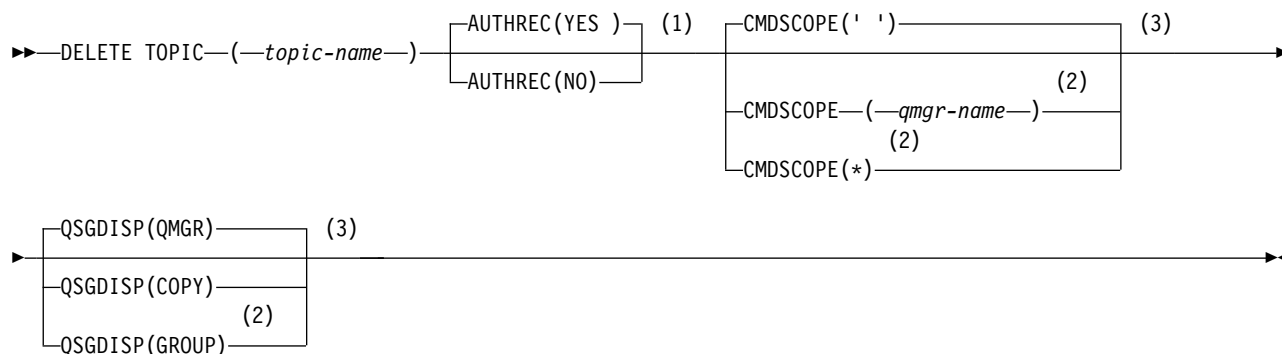 AUTHREC(YES ) (1) CMDSCOPE(' ') (3)
DELETE TOPIC ( topic-name )
AUTHREC(NO) (2)
CMDSCOPE ( qmgr-name )
(2)
CMDSCOPE(*)
QSGDISP(QMGR) (3)
QSGDISP(COPY)
(2)
QSGDISP(GROUP)